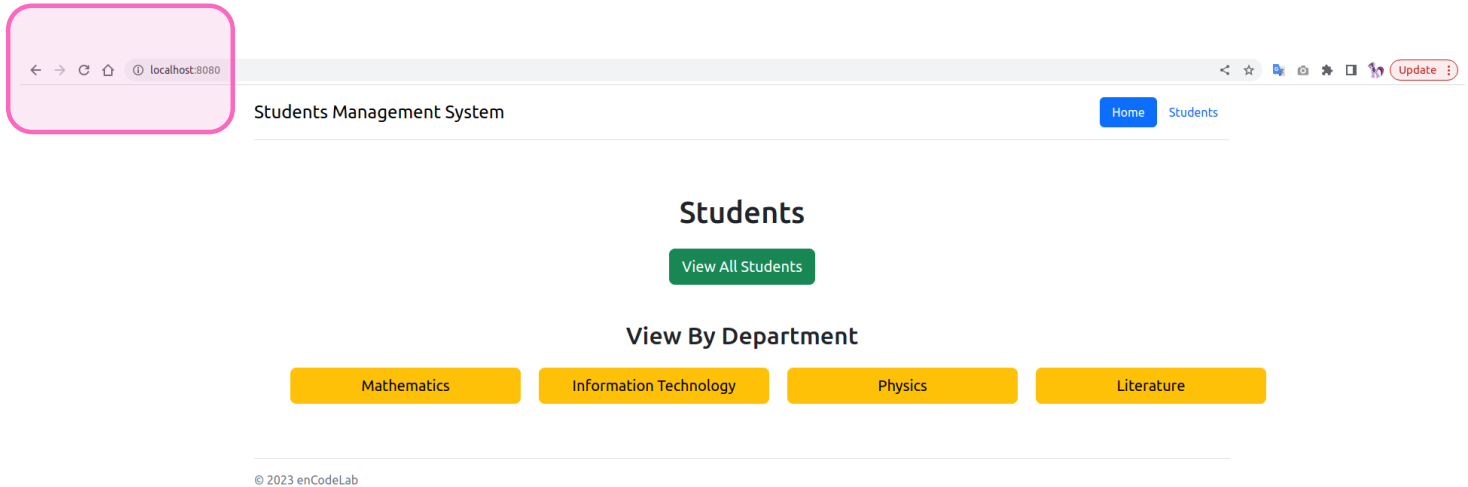 localhost:8080
Update
Students Management System
Home Students
Students
View All Students
View By Department
Mathematics Information Technology Physics Literature
© 2023 enCodeLab